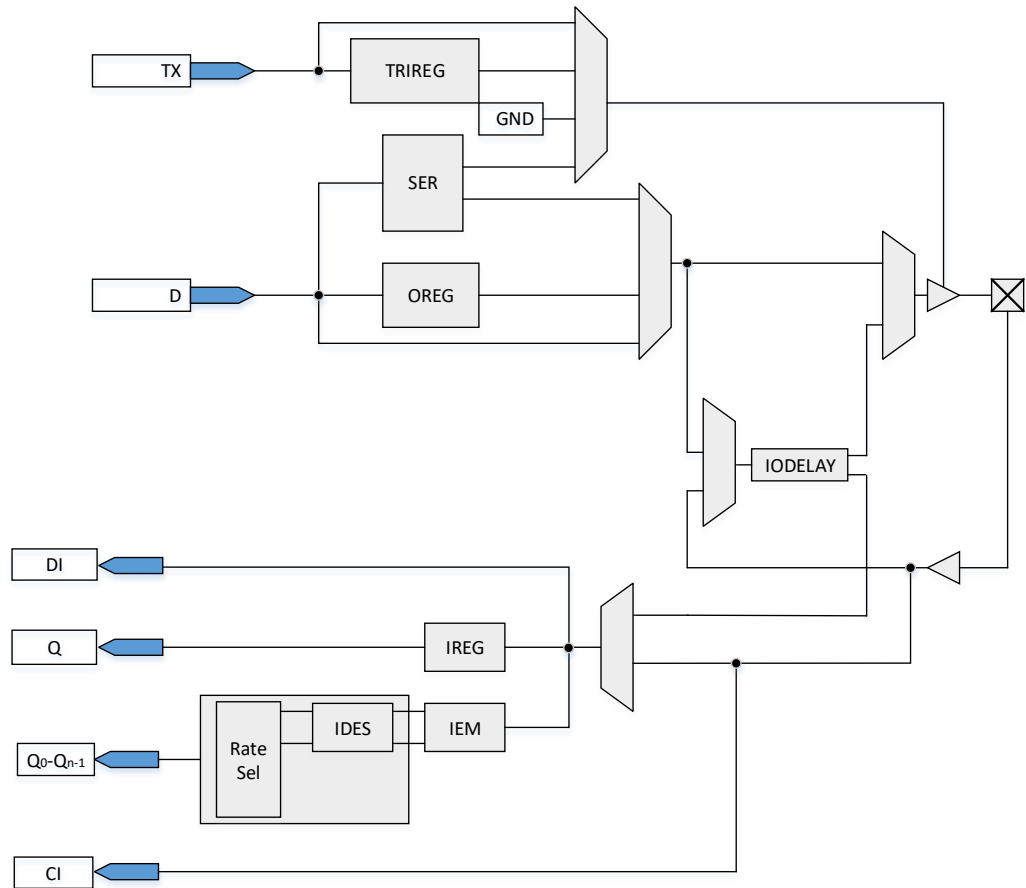 TX
TRIREG
GND
SER
D
OREG
IODELAY
DI
Q
IREG
Rate
Sel
IDES
IEM
Q0-Qn-1
CI